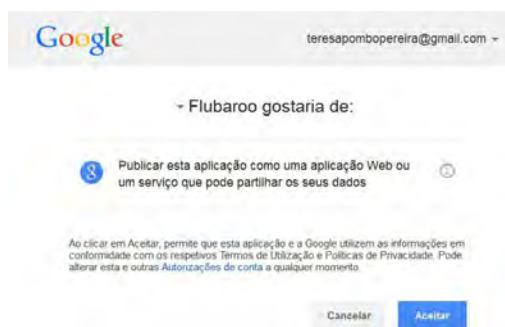 Google
teresapombopereira@gmail.com
Flubaroo gostaria de:
8
Publicar esta aplicação como uma aplicação Web ou
um serviço que pode partilhar os seus dados
Ao clicar em Aceitar, permite que esta aplicação e a Google utilizem as informações em
conformidade com os respetivos Termos de Utilização e Políticas de Privacidade. Pode
alterar esta e outras Autorizações de conta a qualquer momento.
Cancelar
Aceitar